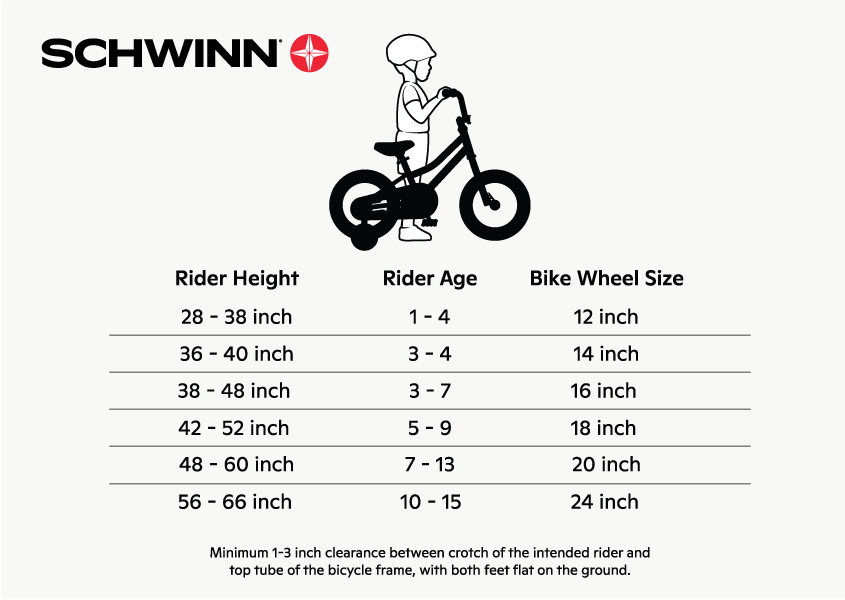 SCHWINN
Rider Height Rider Age Bike Wheel Size
28 - 38 inch 1 - 4 12 inch
36 - 40 inch 3 - 4 14 inch
38 - 48 inch 3 - 7 16 inch
42 - 52 inch 5 - 9 18 inch
48 - 60 inch 7 - 13 20 inch
56 - 66 inch 10 - 15 24 inch
Minimum 1-3 inch clearance between crotch of the intended rider and
top tube of the bicycle frame, with both feet flat on the ground.